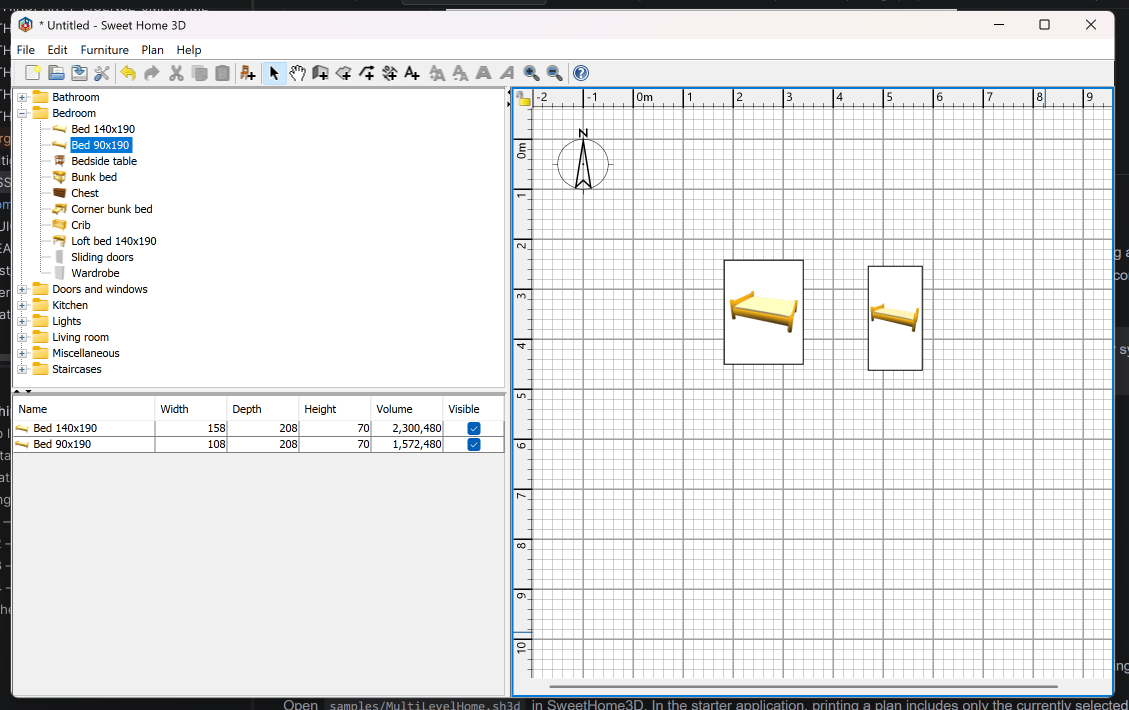 * Untitled - Sweet Home 3D
File Edit Furniture Plan Help
Bathroom
Bedroom
Bed 140x190
Bed 90x190
Bedside table
Bunk bed
Chest
Corner bunk bed
Crib
Loft bed 140x190
Sliding doors
Wardrobe
Doors and windows
Kitchen
Lights
Living room
Miscellaneous
Staircases
Name Width Depth Height Volume Visible
Bed 140x190 158 208 70 2,300,480
Bed 90x190 108 208 70 1,572,480
-2 -1 0m 1 2 3 4 5 6 7 8 9
0m
1
2
3
4
5
6
7
8
9
10
N
Open samples/MultiLevelHome.sh3d in SweetHome3D. In the starter application, printing a plan includes only the currently selected